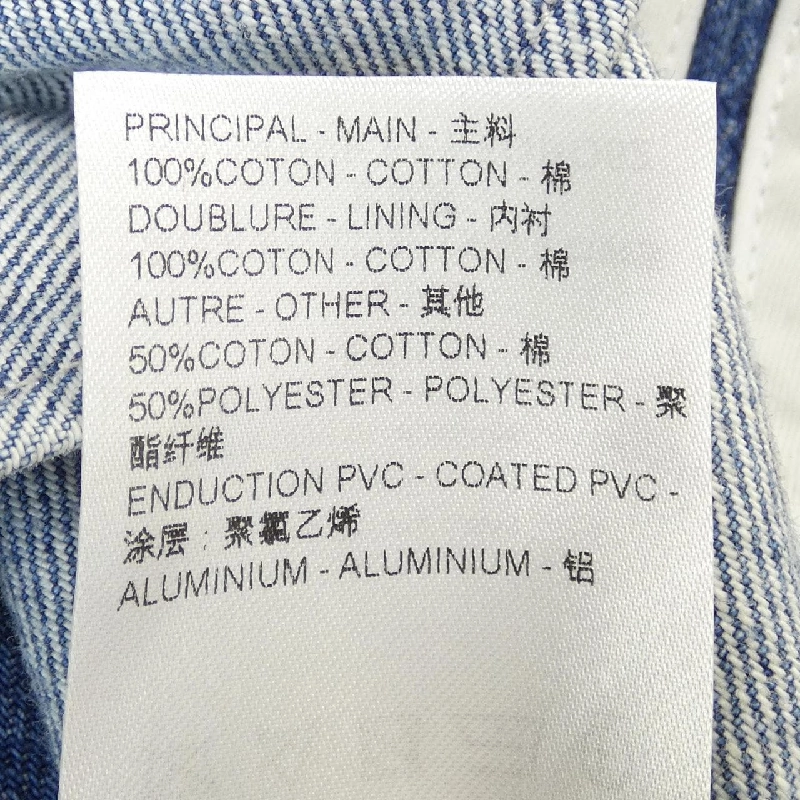 PRINCIPAL - MAIN - 主料
100%COTON - COTTON - 棉
DOUBLURE - LINING - 内衬
100%COTON - COTTON - 棉
AUTRE - OTHER - 其他
50%COTON - COTTON - 棉
50%POLYESTER - POLYESTER - 聚
酯纤维
ENDUCTION PVC - COATED PVC -
涂层 : 聚氯乙烯
ALUMINIUM - ALUMINIUM - 铝